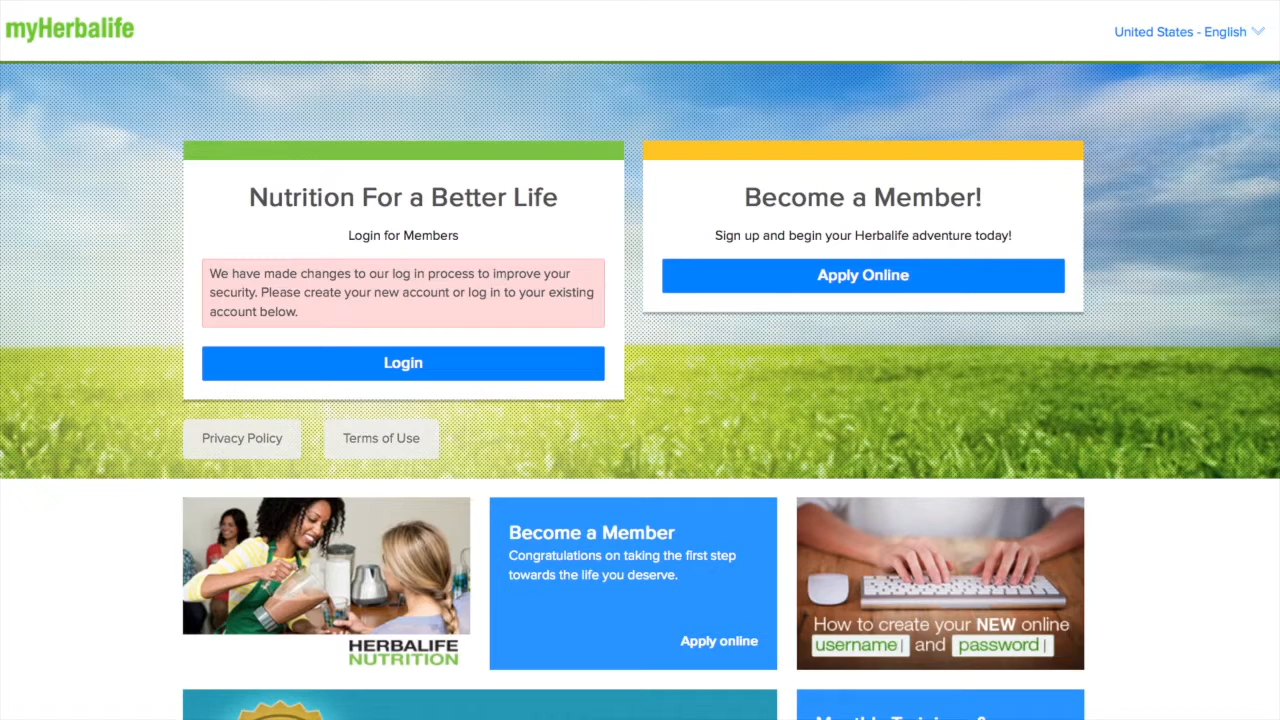 myHerbalife
United States - English
Nutrition For a Better Life
Login for Members
We have made changes to our log in process to improve your
security. Please create your new account or log in to your existing
account below.
Login
Become a Member!
Sign up and begin your Herbalife adventure today!
Apply Online
Privacy Policy
Terms of Use
HERBALIFE
NUTRITION
Become a Member
Congratulations on taking the first step
towards the life you deserve.
Apply online
How to create your NEW online
username| and password|